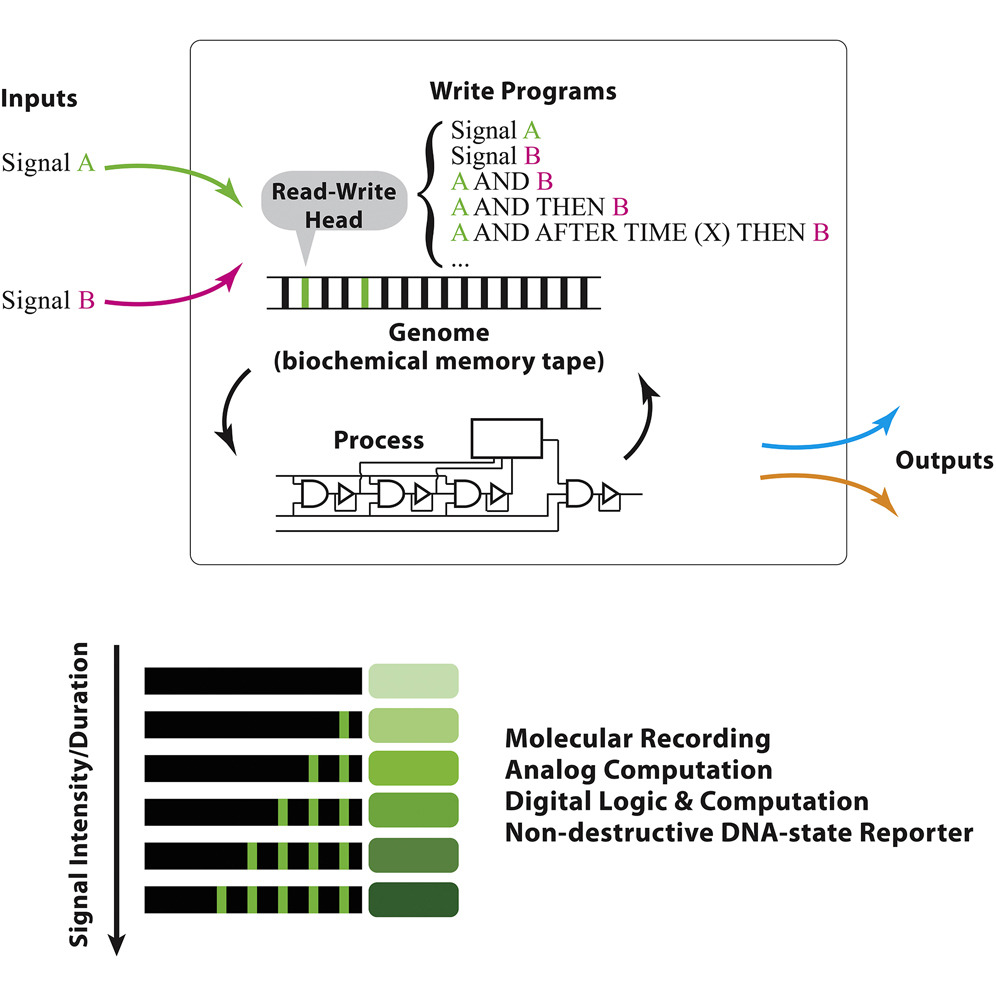 Inputs
Signal A
Signal B
Write Programs
Signal A
Signal B
A AND B
A AND THEN B
A AND AFTER TIME (X) THEN B
...
Read-Write
Head
Genome
(biochemical memory tape)
Process
Outputs
Signal Intensity/Duration
Molecular Recording
Analog Computation
Digital Logic & Computation
Non-destructive DNA-state Reporter